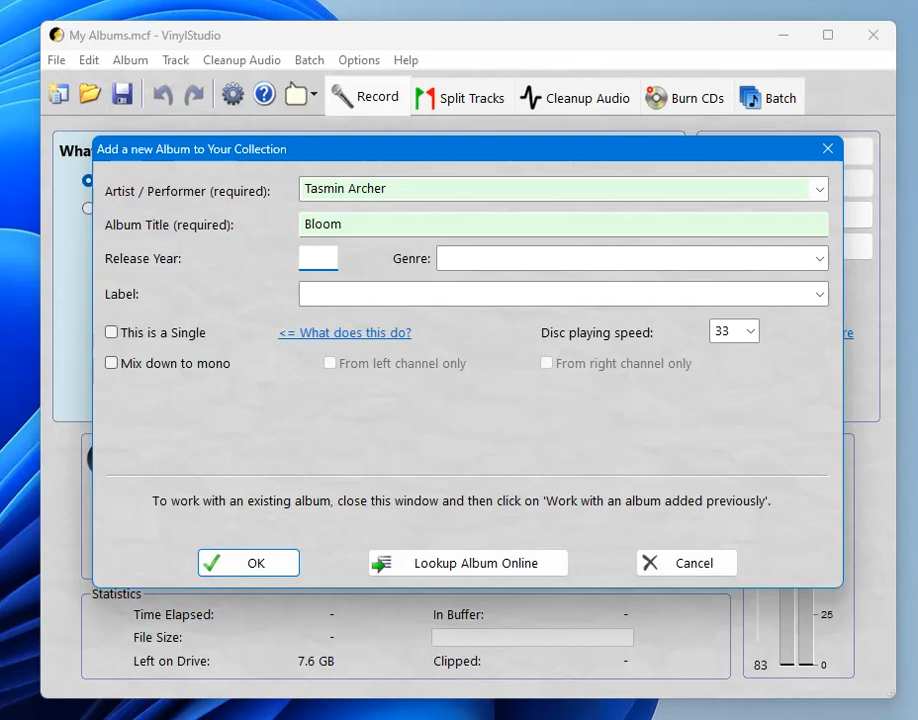 My Albums.mcf - VinylStudio
File Edit Album Track Cleanup Audio Batch Options Help
Record Split Tracks Cleanup Audio Burn CDs Batch
Add a new Album to Your Collection
Artist / Performer (required): Tasmin Archer
Album Title (required): Bloom
Release Year: Genre:
Label:
This is a Single <= What does this do? Disc playing speed: 33
Mix down to mono From left channel only From right channel only
To work with an existing album, close this window and then click on 'Work with an album added previously'.
OK Lookup Album Online Cancel
Statistics
Time Elapsed: - In Buffer: - 25
File Size: -
Left on Drive: 7.6 GB Clipped: - 83 0